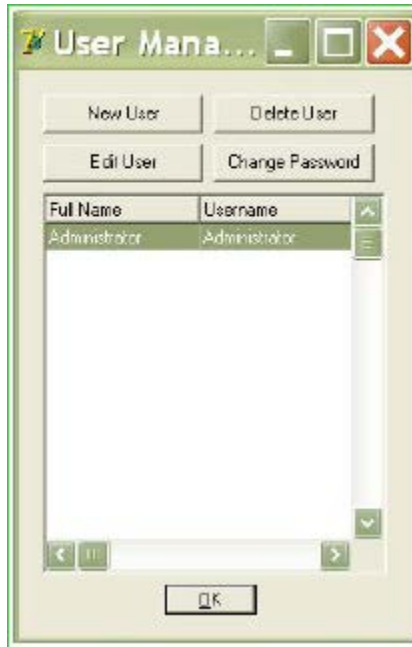 User Mana...
New User Delete User
Edit User Change Password
Full Name Username
Administrator Administrator
OK